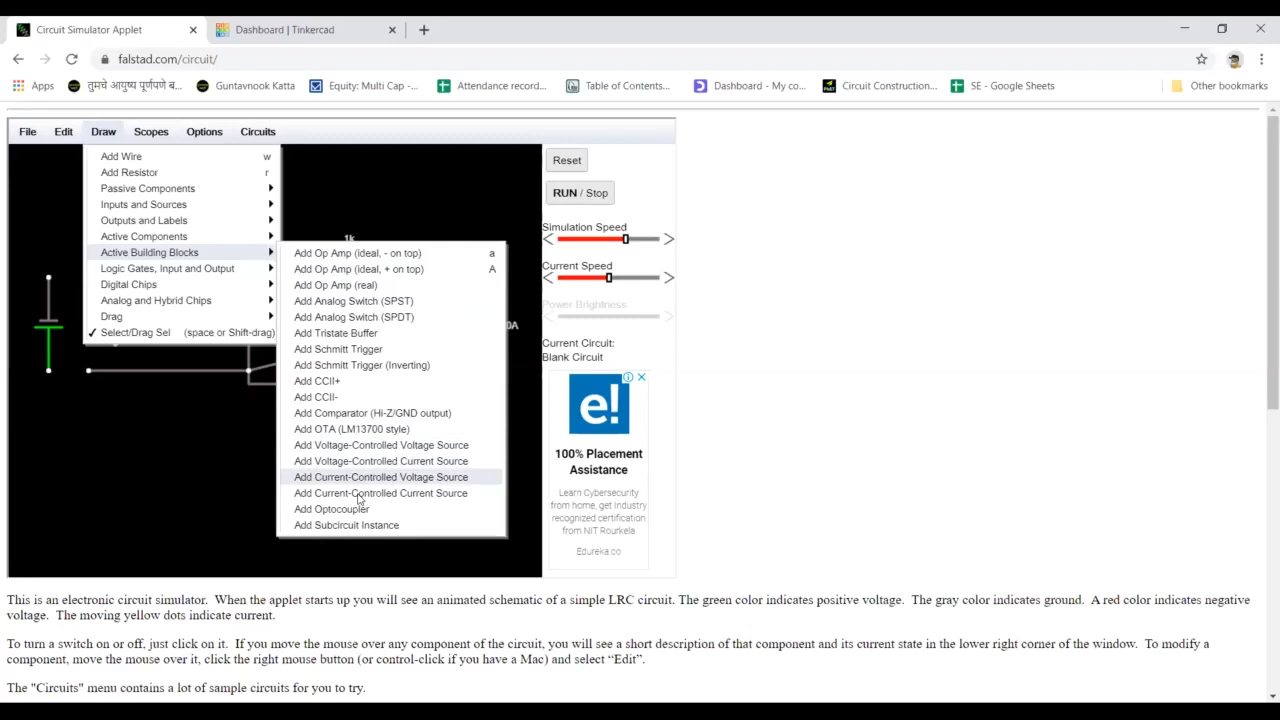 Circuit Simulator Applet
Dashboard | Tinkercad
falstad.com/circuit/
Apps
तुमचे आयुष्य पूर्णपणे ब...
Guntavnook Katta
Equity: Multi Cap -...
Attendance record...
Table of Contents...
Dashboard - My co...
Circuit Construction...
SE - Google Sheets
Other bookmarks
File Edit Draw Scopes Options Circuits
Add Wire w
Add Resistor r
Passive Components
Inputs and Sources
Outputs and Labels
Active Components
Active Building Blocks
Logic Gates, Input and Output
Digital Chips
Analog and Hybrid Chips
Drag
✓ Select/Drag Sel (space or Shift-drag)
1k
0A
Add Op Amp (ideal, - on top) a
Add Op Amp (ideal, + on top) A
Add Op Amp (real)
Add Analog Switch (SPST)
Add Analog Switch (SPDT)
Add Tristate Buffer
Add Schmitt Trigger
Add Schmitt Trigger (Inverting)
Add CCII+
Add CCII-
Add Comparator (Hi-Z/GND output)
Add OTA (LM13700 style)
Add Voltage-Controlled Voltage Source
Add Voltage-Controlled Current Source
Add Current-Controlled Voltage Source
Add Current-Controlled Current Source
Add Optocoupler
Add Subcircuit Instance
Reset
RUN / Stop
Simulation Speed
Current Speed
Power Brightness
Current Circuit:
Blank Circuit
e!
100% Placement
Assistance
Learn Cybersecurity
from home, get Industry
recognized certification
from NIT Rourkela
Edureka.co
This is an electronic circuit simulator. When the applet starts up you will see an animated schematic of a simple LRC circuit. The green color indicates positive voltage. The gray color indicates ground. A red color indicates negative
voltage. The moving yellow dots indicate current.
To turn a switch on or off, just click on it. If you move the mouse over any component of the circuit, you will see a short description of that component and its current state in the lower right corner of the window. To modify a
component, move the mouse over it, click the right mouse button (or control-click if you have a Mac) and select “Edit”.
The "Circuits" menu contains a lot of sample circuits for you to try.